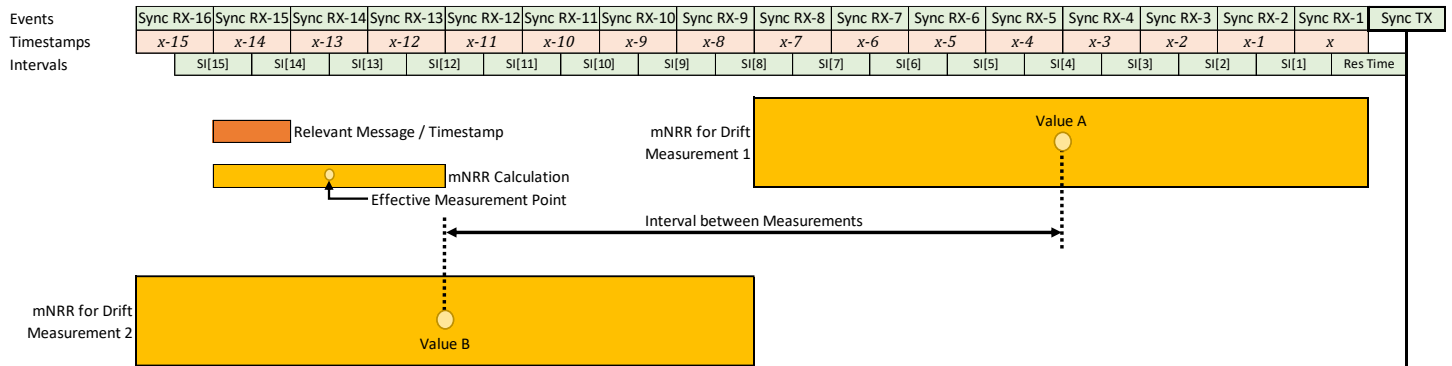 Events Sync RX-16 Sync RX-15 Sync RX-14 Sync RX-13 Sync RX-12 Sync RX-11 Sync RX-10 Sync RX-9 Sync RX-8 Sync RX-7 Sync RX-6 Sync RX-5 Sync RX-4 Sync RX-3 Sync RX-2 Sync RX-1 Sync TX
Timestamps x-15 x-14 x-13 x-12 x-11 x-10 x-9 x-8 x-7 x-6 x-5 x-4 x-3 x-2 x-1 x
Intervals SI[15] SI[14] SI[13] SI[12] SI[11] SI[10] SI[9] SI[8] SI[7] SI[6] SI[5] SI[4] SI[3] SI[2] SI[1] Res Time
Value A
Relevant Message / Timestamp
mNRR for Drift
Measurement 1
mNRR Calculation
Effective Measurement Point
Interval between Measurements
mNRR for Drift
Measurement 2
Value B